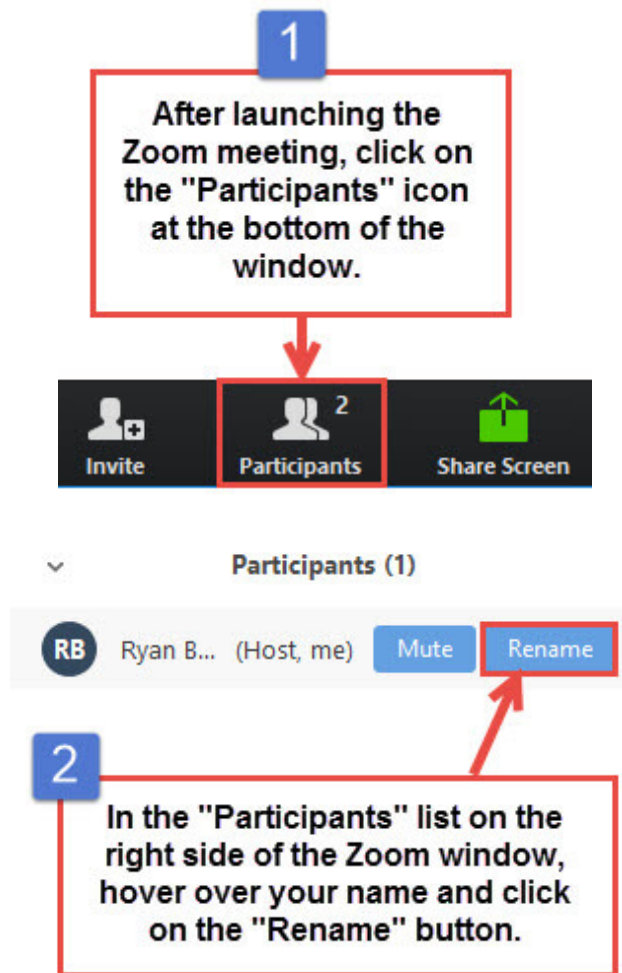 1
After launching the
Zoom meeting, click on
the "Participants" icon
at the bottom of the
window.
2
Invite
Participants
Share Screen
Participants (1)
RB Ryan B... (Host, me) Mute Rename
2
In the "Participants" list on the
right side of the Zoom window,
hover over your name and click
on the "Rename" button.